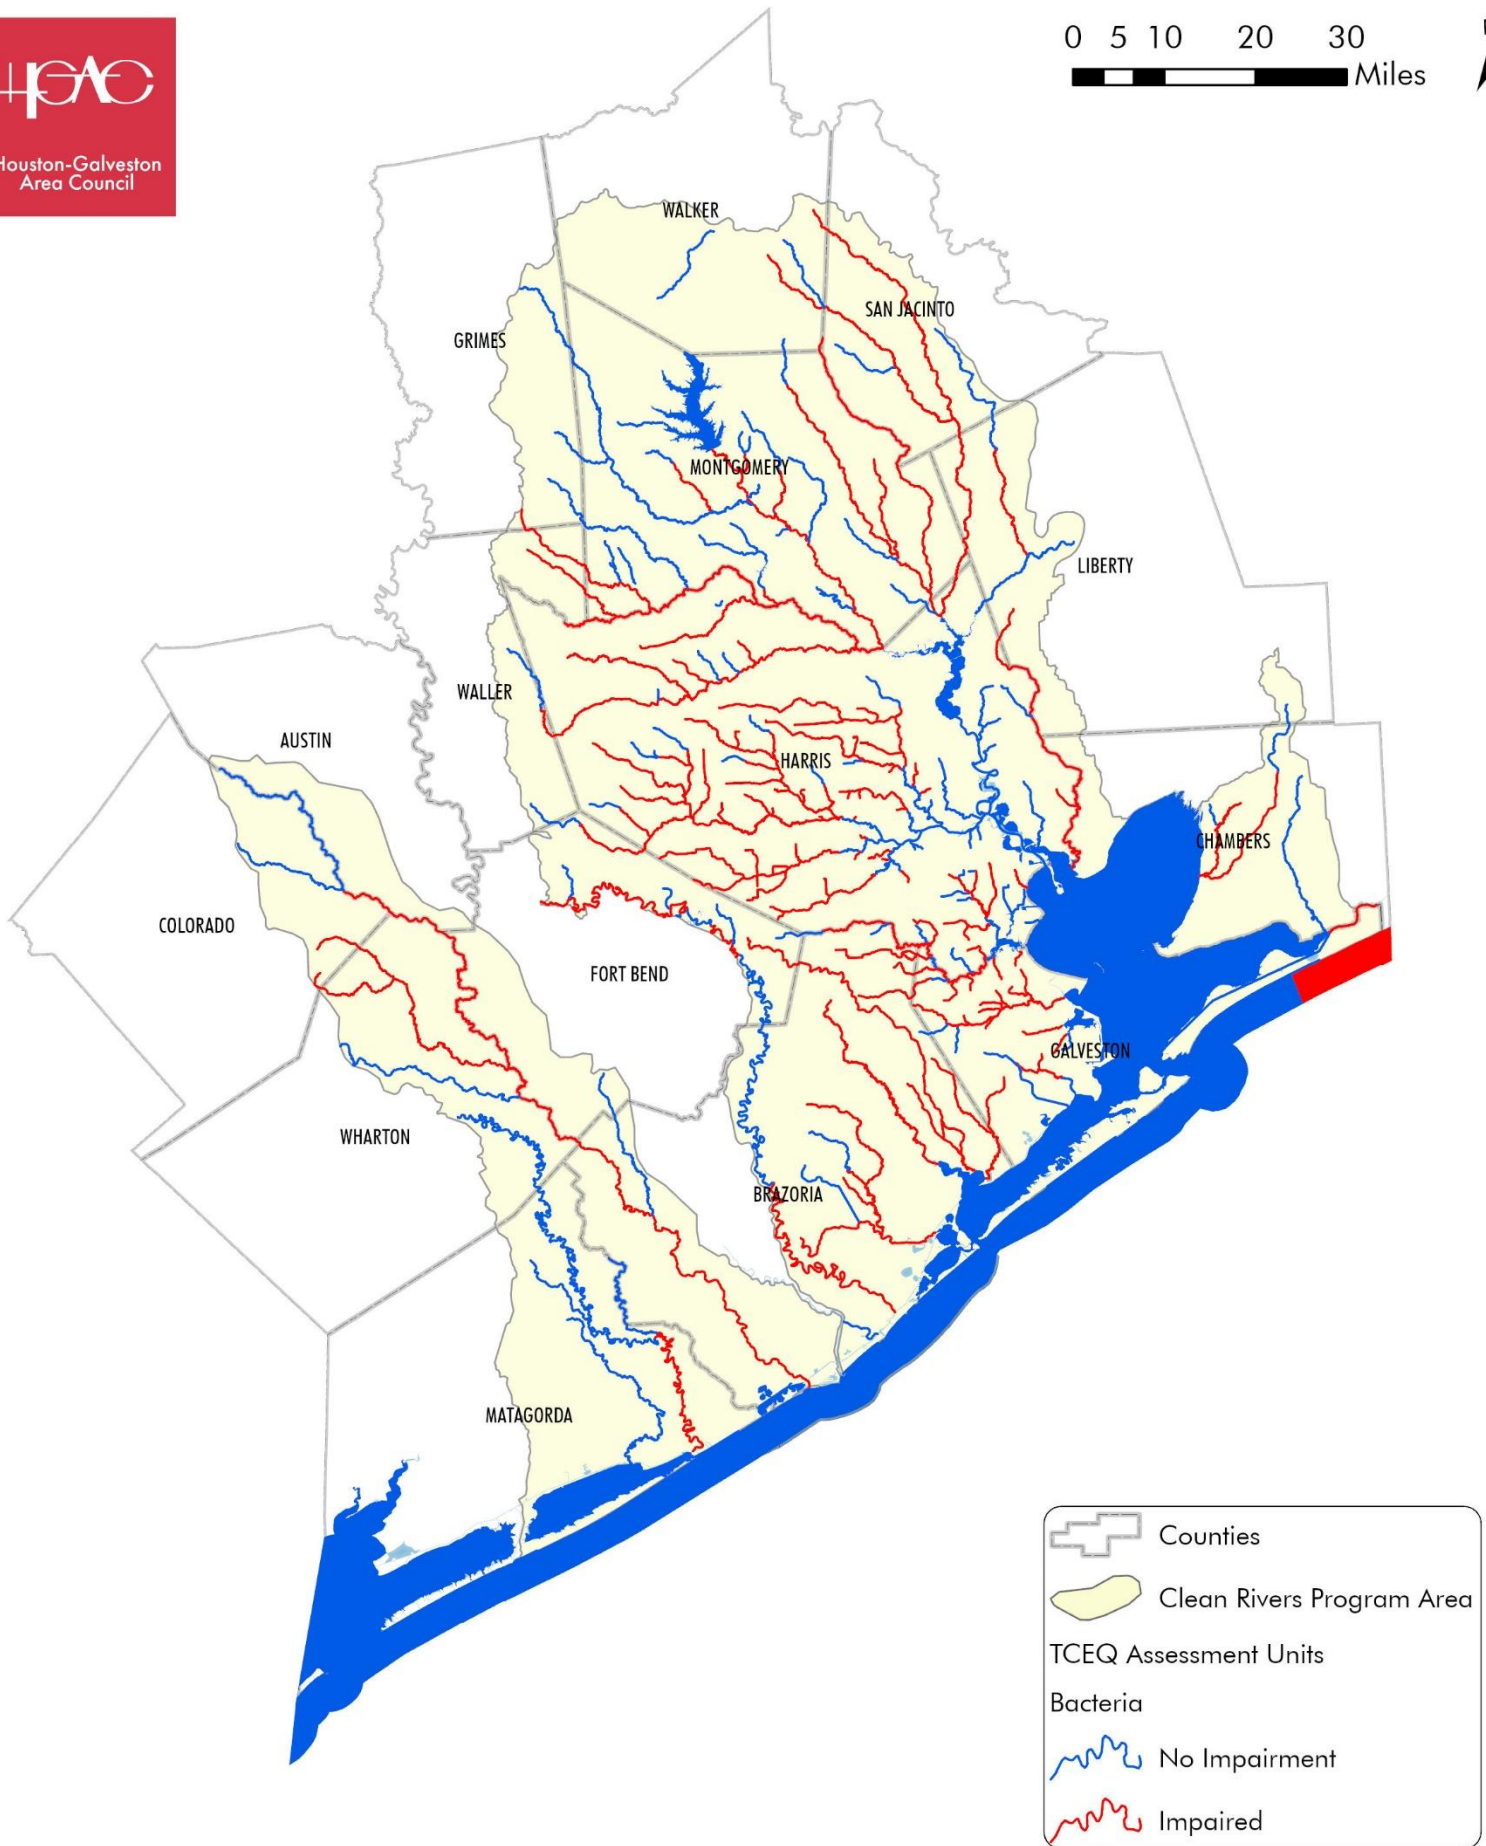 HGAC
Houston-Galveston
Area Council
0 5 10 20 30
Miles
WALKER
SAN JACINTO
GRIMES
MONTGOMERY
LIBERTY
WALLER
AUSTIN
HARRIS
CHAMBERS
COLORADO
FORT BEND
GALVESTON
WHARTON
BRAZORIA
MATAGORDA
Counties
Clean Rivers Program Area
TCEQ Assessment Units
Bacteria
No Impairment
Impaired